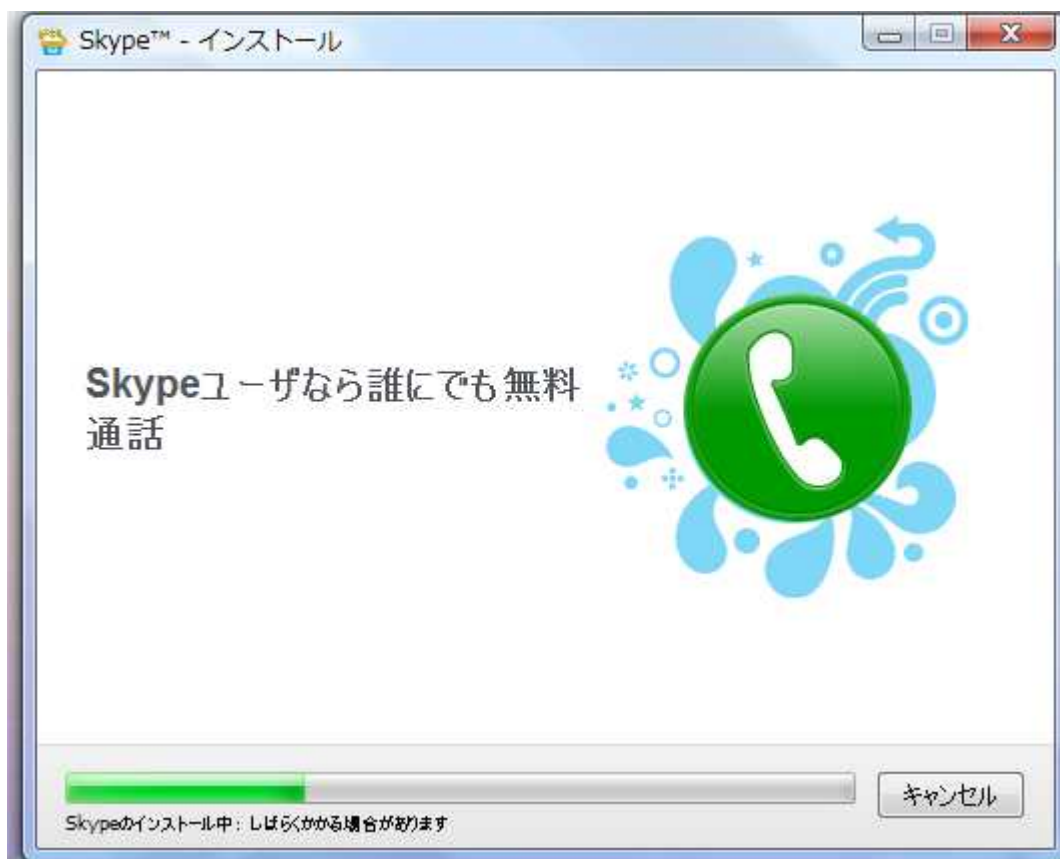 Skype™ - インストール
Skypeユーザなら誰にでも無料
通話
キャンセル
Skypeのインストール中 : しばらくかかる場合があります